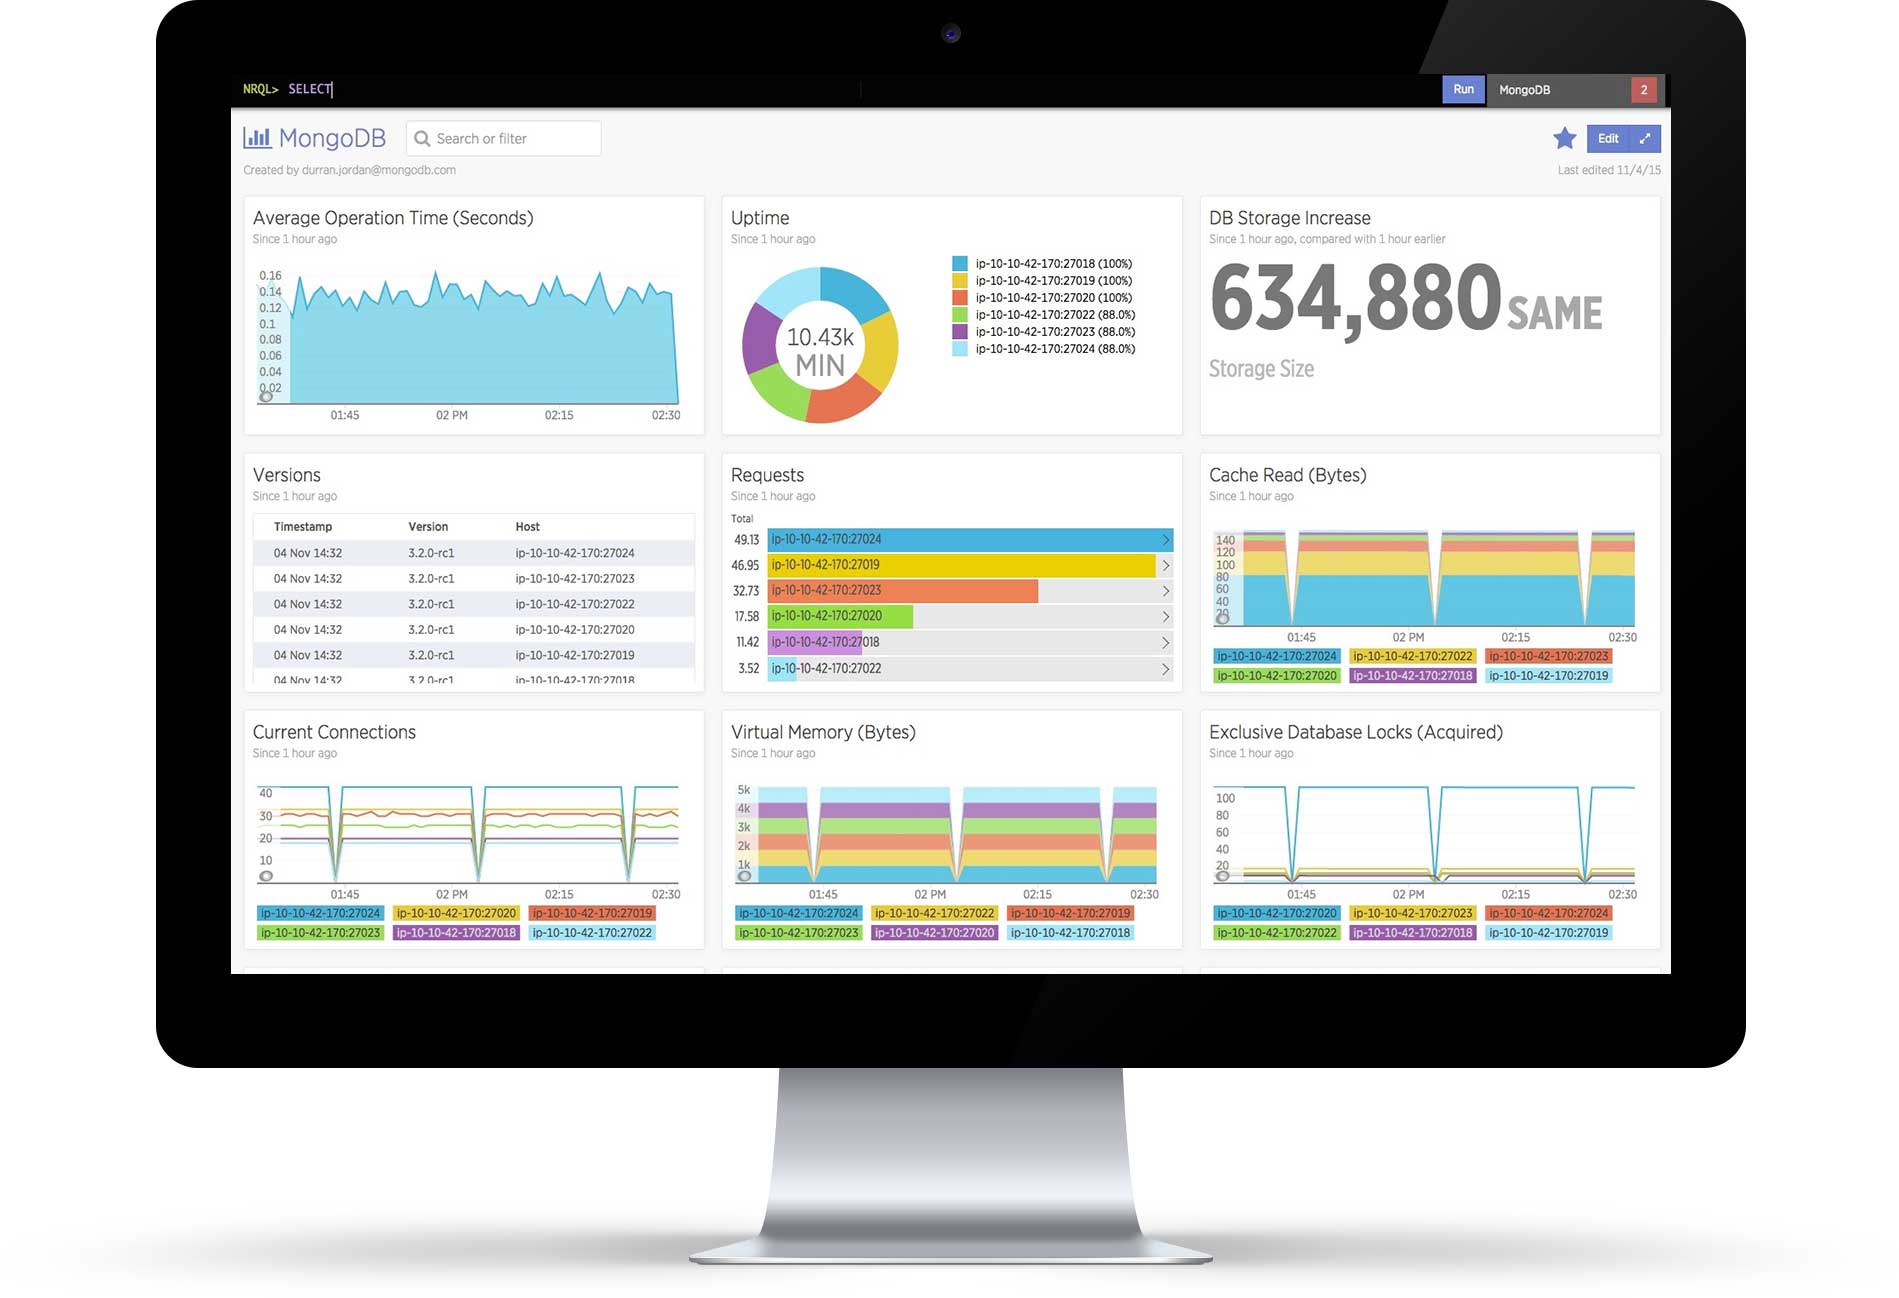 NRQL> SELECT
Run
MongoDB
2
MongoDB
Search or filter
Edit
Created by durran.jordan@mongodb.com
Last edited 11/4/15
Average Operation Time (Seconds)
Since 1 hour ago
0.16
0.14
0.12
0.1
0.08
0.06
0.04
0.02
01:45 02 PM 02:15 02:30
Uptime
Since 1 hour ago
10.43k
MIN
ip-10-10-42-170:27018 (100%)
ip-10-10-42-170:27019 (100%)
ip-10-10-42-170:27020 (100%)
ip-10-10-42-170:27022 (88.0%)
ip-10-10-42-170:27023 (88.0%)
ip-10-10-42-170:27024 (88.0%)
DB Storage Increase
Since 1 hour ago, compared with 1 hour earlier
634,880 SAME
Storage Size
Versions
Since 1 hour ago
Timestamp Version Host
04 Nov 14:32 3.2.0-rc1 ip-10-10-42-170:27024
04 Nov 14:32 3.2.0-rc1 ip-10-10-42-170:27023
04 Nov 14:32 3.2.0-rc1 ip-10-10-42-170:27022
04 Nov 14:32 3.2.0-rc1 ip-10-10-42-170:27020
04 Nov 14:32 3.2.0-rc1 ip-10-10-42-170:27019
04 Nov 14:32 3.2.0-rc1 ip-10-10-42-170:27018
Requests
Since 1 hour ago
Total
49.13 ip-10-10-42-170:27024
46.95 ip-10-10-42-170:27019
32.73 ip-10-10-42-170:27023
17.58 ip-10-10-42-170:27020
11.42 ip-10-10-42-170:27018
3.52 ip-10-10-42-170:27022
Cache Read (Bytes)
Since 1 hour ago
140
120
100
80
60
40
20
01:45 02 PM 02:15 02:30
ip-10-10-42-170:27024 ip-10-10-42-170:27022 ip-10-10-42-170:27023
ip-10-10-42-170:27020 ip-10-10-42-170:27018 ip-10-10-42-170:27019
Current Connections
Since 1 hour ago
40
30
20
10
01:45 02 PM 02:15 02:30
ip-10-10-42-170:27024 ip-10-10-42-170:27020 ip-10-10-42-170:27019
ip-10-10-42-170:27023 ip-10-10-42-170:27018 ip-10-10-42-170:27022
Virtual Memory (Bytes)
Since 1 hour ago
5k
4k
3k
2k
1k
01:45 02 PM 02:15 02:30
ip-10-10-42-170:27024 ip-10-10-42-170:27022 ip-10-10-42-170:27019
ip-10-10-42-170:27023 ip-10-10-42-170:27020 ip-10-10-42-170:27018
Exclusive Database Locks (Acquired)
Since 1 hour ago
100
80
60
40
20
01:45 02 PM 02:15 02:30
ip-10-10-42-170:27020 ip-10-10-42-170:27023 ip-10-10-42-170:27024
ip-10-10-42-170:27022 ip-10-10-42-170:27018 ip-10-10-42-170:27019